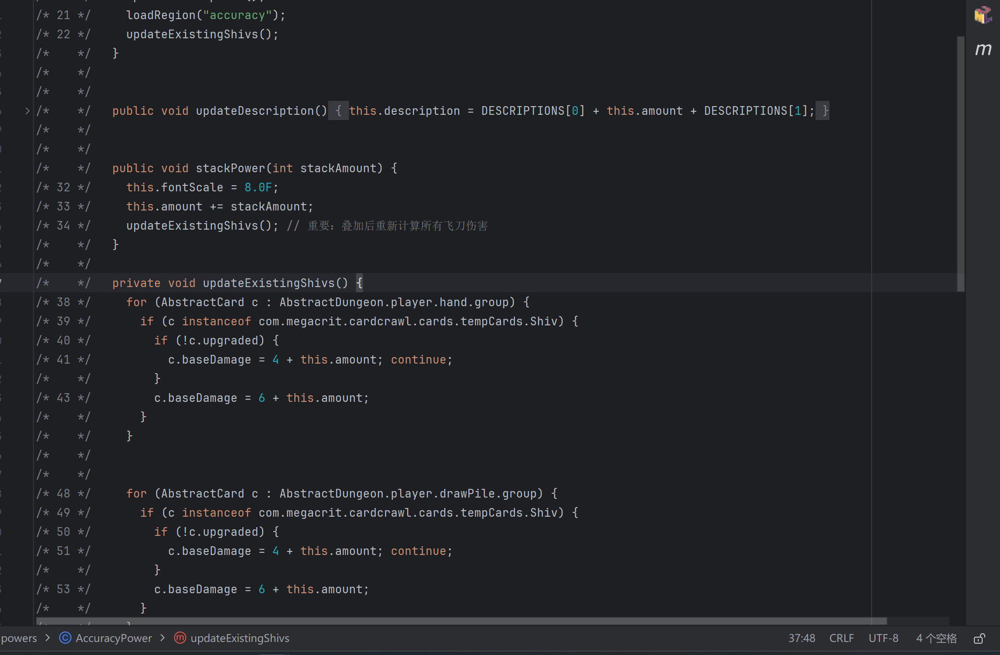 /* 21 */     loadRegion("accuracy");
/* 22 */     updateExistingShivs();
/*    */   }
/*    */
/*    */
/*    */   public void updateDescription() { this.description = DESCRIPTIONS[0] + this.amount + DESCRIPTIONS[1]; }
/*    */
/*    */
/*    */   public void stackPower(int stackAmount) {
/* 32 */     this.fontScale = 8.0F;
/* 33 */     this.amount += stackAmount;
/* 34 */     updateExistingShivs(); // 重要：叠加后重新计算所有飞刀伤害
/*    */   }
/*    */
/*    */   private void updateExistingShivs() {
/* 38 */     for (AbstractCard c : AbstractDungeon.player.hand.group) {
/* 39 */       if (c instanceof com.megacrit.cardcrawl.cards.tempCards.Shiv) {
/* 40 */         if (!c.upgraded) {
/* 41 */           c.baseDamage = 4 + this.amount; continue;
/*    */         }
/* 43 */         c.baseDamage = 6 + this.amount;
/*    */       }
/*    */     }
/*    */
/*    */
/* 48 */     for (AbstractCard c : AbstractDungeon.player.drawPile.group) {
/* 49 */       if (c instanceof com.megacrit.cardcrawl.cards.tempCards.Shiv) {
/* 50 */         if (!c.upgraded) {
/* 51 */           c.baseDamage = 4 + this.amount; continue;
/*    */         }
/* 53 */         c.baseDamage = 6 + this.amount;
/*    */       }
m
powers > AccuracyPower > updateExistingShivs
37:48 CRLF UTF-8 4 个空格